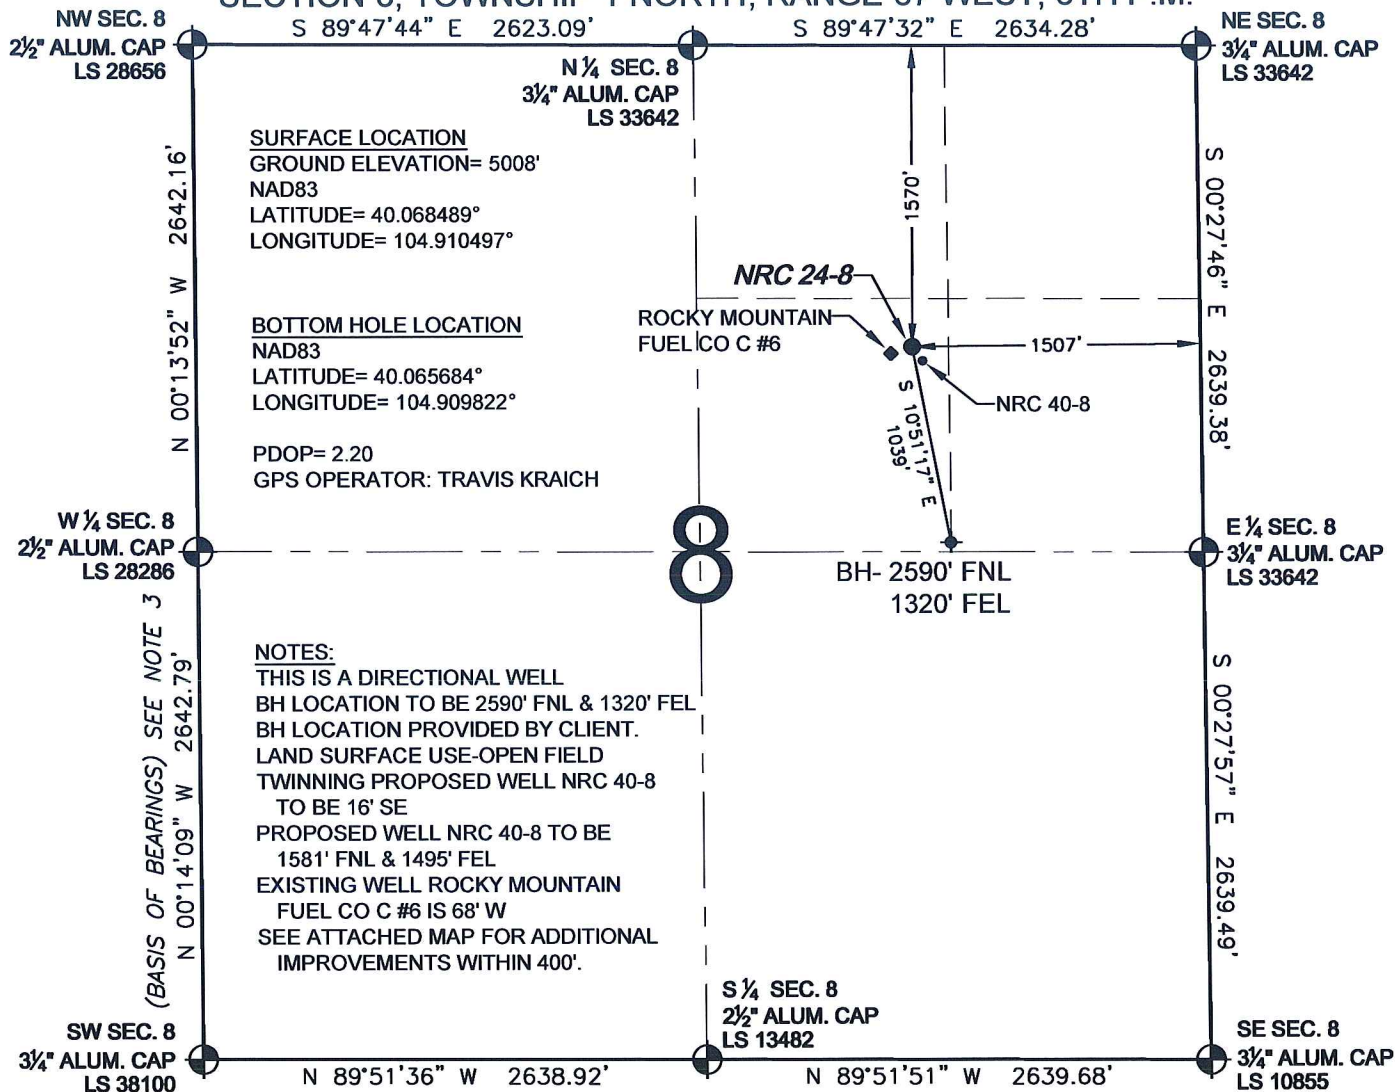 NW SEC. 8
2½" ALUM. CAP
LS 28656
S 89°47'44" E 2623.09'
N ¼ SEC. 8
3¼" ALUM. CAP
LS 33642
S 89°47'32" E 2634.28'
NE SEC. 8
3¼" ALUM. CAP
LS 33642
SURFACE LOCATION
GROUND ELEVATION= 5008'
NAD83
LATITUDE= 40.068489°
LONGITUDE= 104.910497°
BOTTOM HOLE LOCATION
NAD83
LATITUDE= 40.065684°
LONGITUDE= 104.909822°
PDOP= 2.20
GPS OPERATOR: TRAVIS KRAICH
N 00°13'52" W 2642.16'
1570'
NRC 24-8
ROCKY MOUNTAIN
FUEL CO C #6
1507'
NRC 40-8
S 10°51'17" E
1039'
S 00°27'46" E 2639.38'
W ¼ SEC. 8
2½" ALUM. CAP
LS 28286
8
BH- 2590' FNL
1320' FEL
E ¼ SEC. 8
3¼" ALUM. CAP
LS 33642
(BASIS OF BEARINGS) SEE NOTE 3
N 00°14'09" W 2642.79'
NOTES:
THIS IS A DIRECTIONAL WELL
BH LOCATION TO BE 2590' FNL & 1320' FEL
BH LOCATION PROVIDED BY CLIENT.
LAND SURFACE USE-OPEN FIELD
TWINNING PROPOSED WELL NRC 40-8
TO BE 16' SE
PROPOSED WELL NRC 40-8 TO BE
1581' FNL & 1495' FEL
EXISTING WELL ROCKY MOUNTAIN
FUEL CO C #6 IS 68' W
SEE ATTACHED MAP FOR ADDITIONAL
IMPROVEMENTS WITHIN 400'.
S 00°27'57" E 2639.49'
SW SEC. 8
3¼" ALUM. CAP
LS 38100
N 89°51'36" W 2638.92'
S ¼ SEC. 8
2½" ALUM. CAP
LS 13482
N 89°51'51" W 2639.68'
SE SEC. 8
3¼" ALUM. CAP
LS 10855